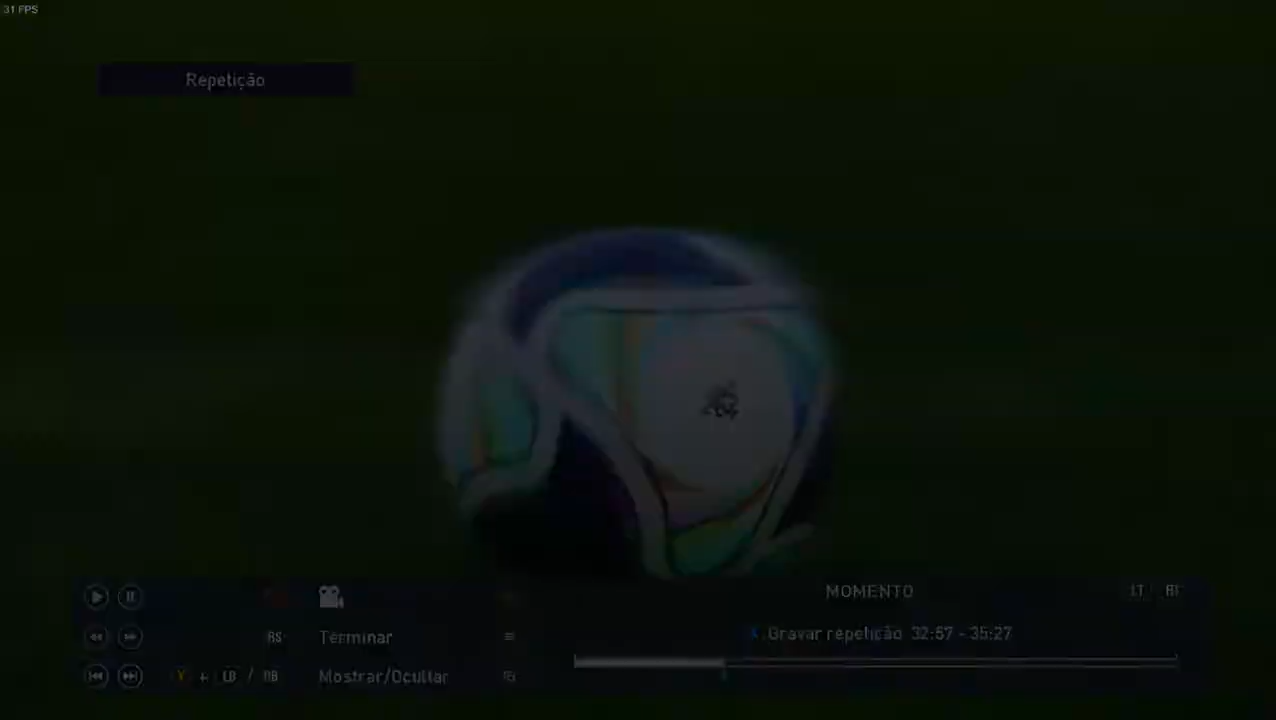 31 FPS
Repetição
MOMENTO
LT RT
RS Terminar
X Gravar repetição 32:57 - 35:27
Y + LB / RB Mostrar/Ocultar